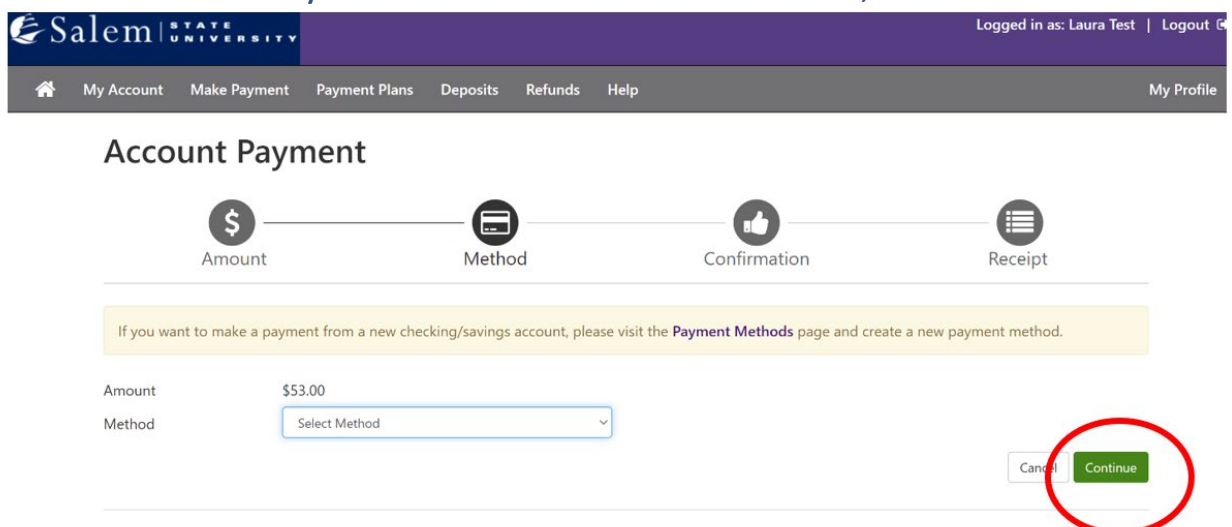 Salem STATE UNIVERSITY
Logged in as: Laura Test | Logout
My Account Make Payment Payment Plans Deposits Refunds Help My Profile
Account Payment
$
Amount Method Confirmation Receipt
If you want to make a payment from a new checking/savings account, please visit the Payment Methods page and create a new payment method.
Amount $53.00
Method Select Method
Cancel Continue